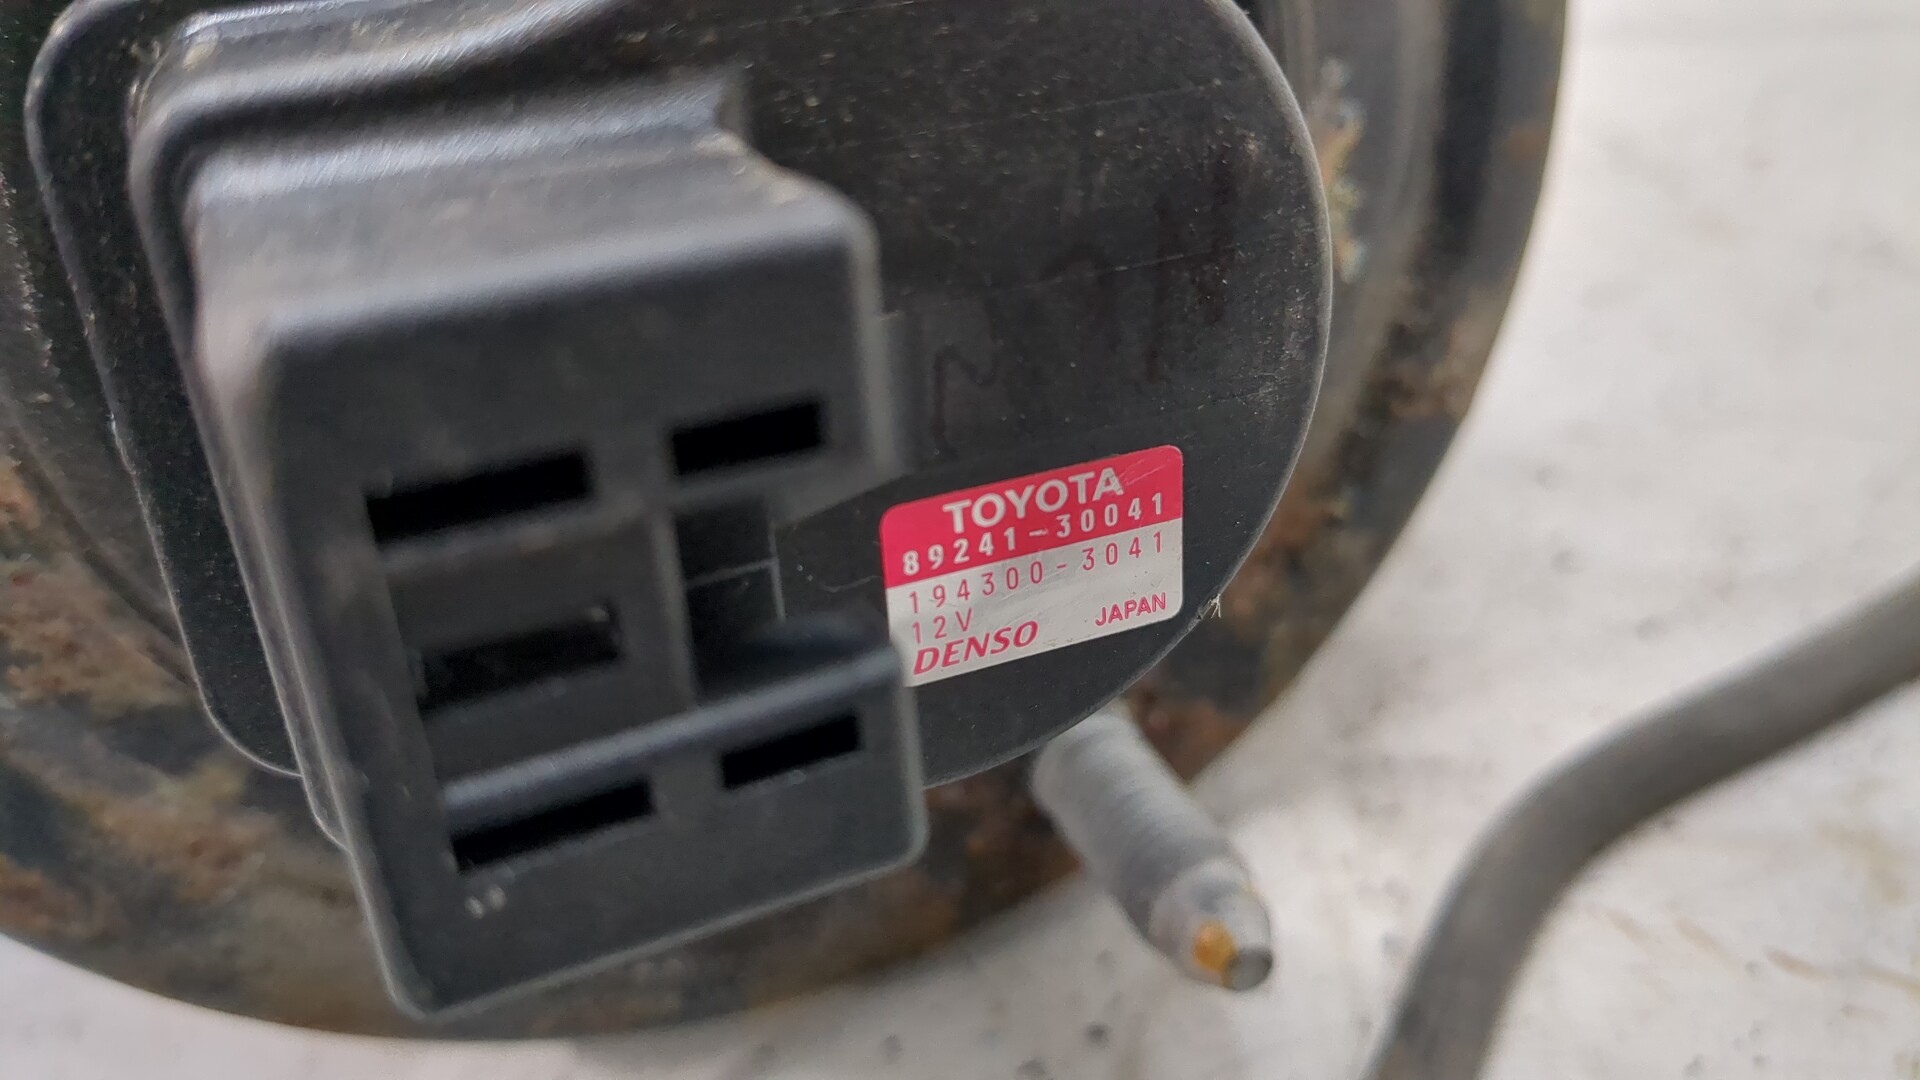 TOYOTA
89241-30041
194300-3041
12V
DENSO JAPAN